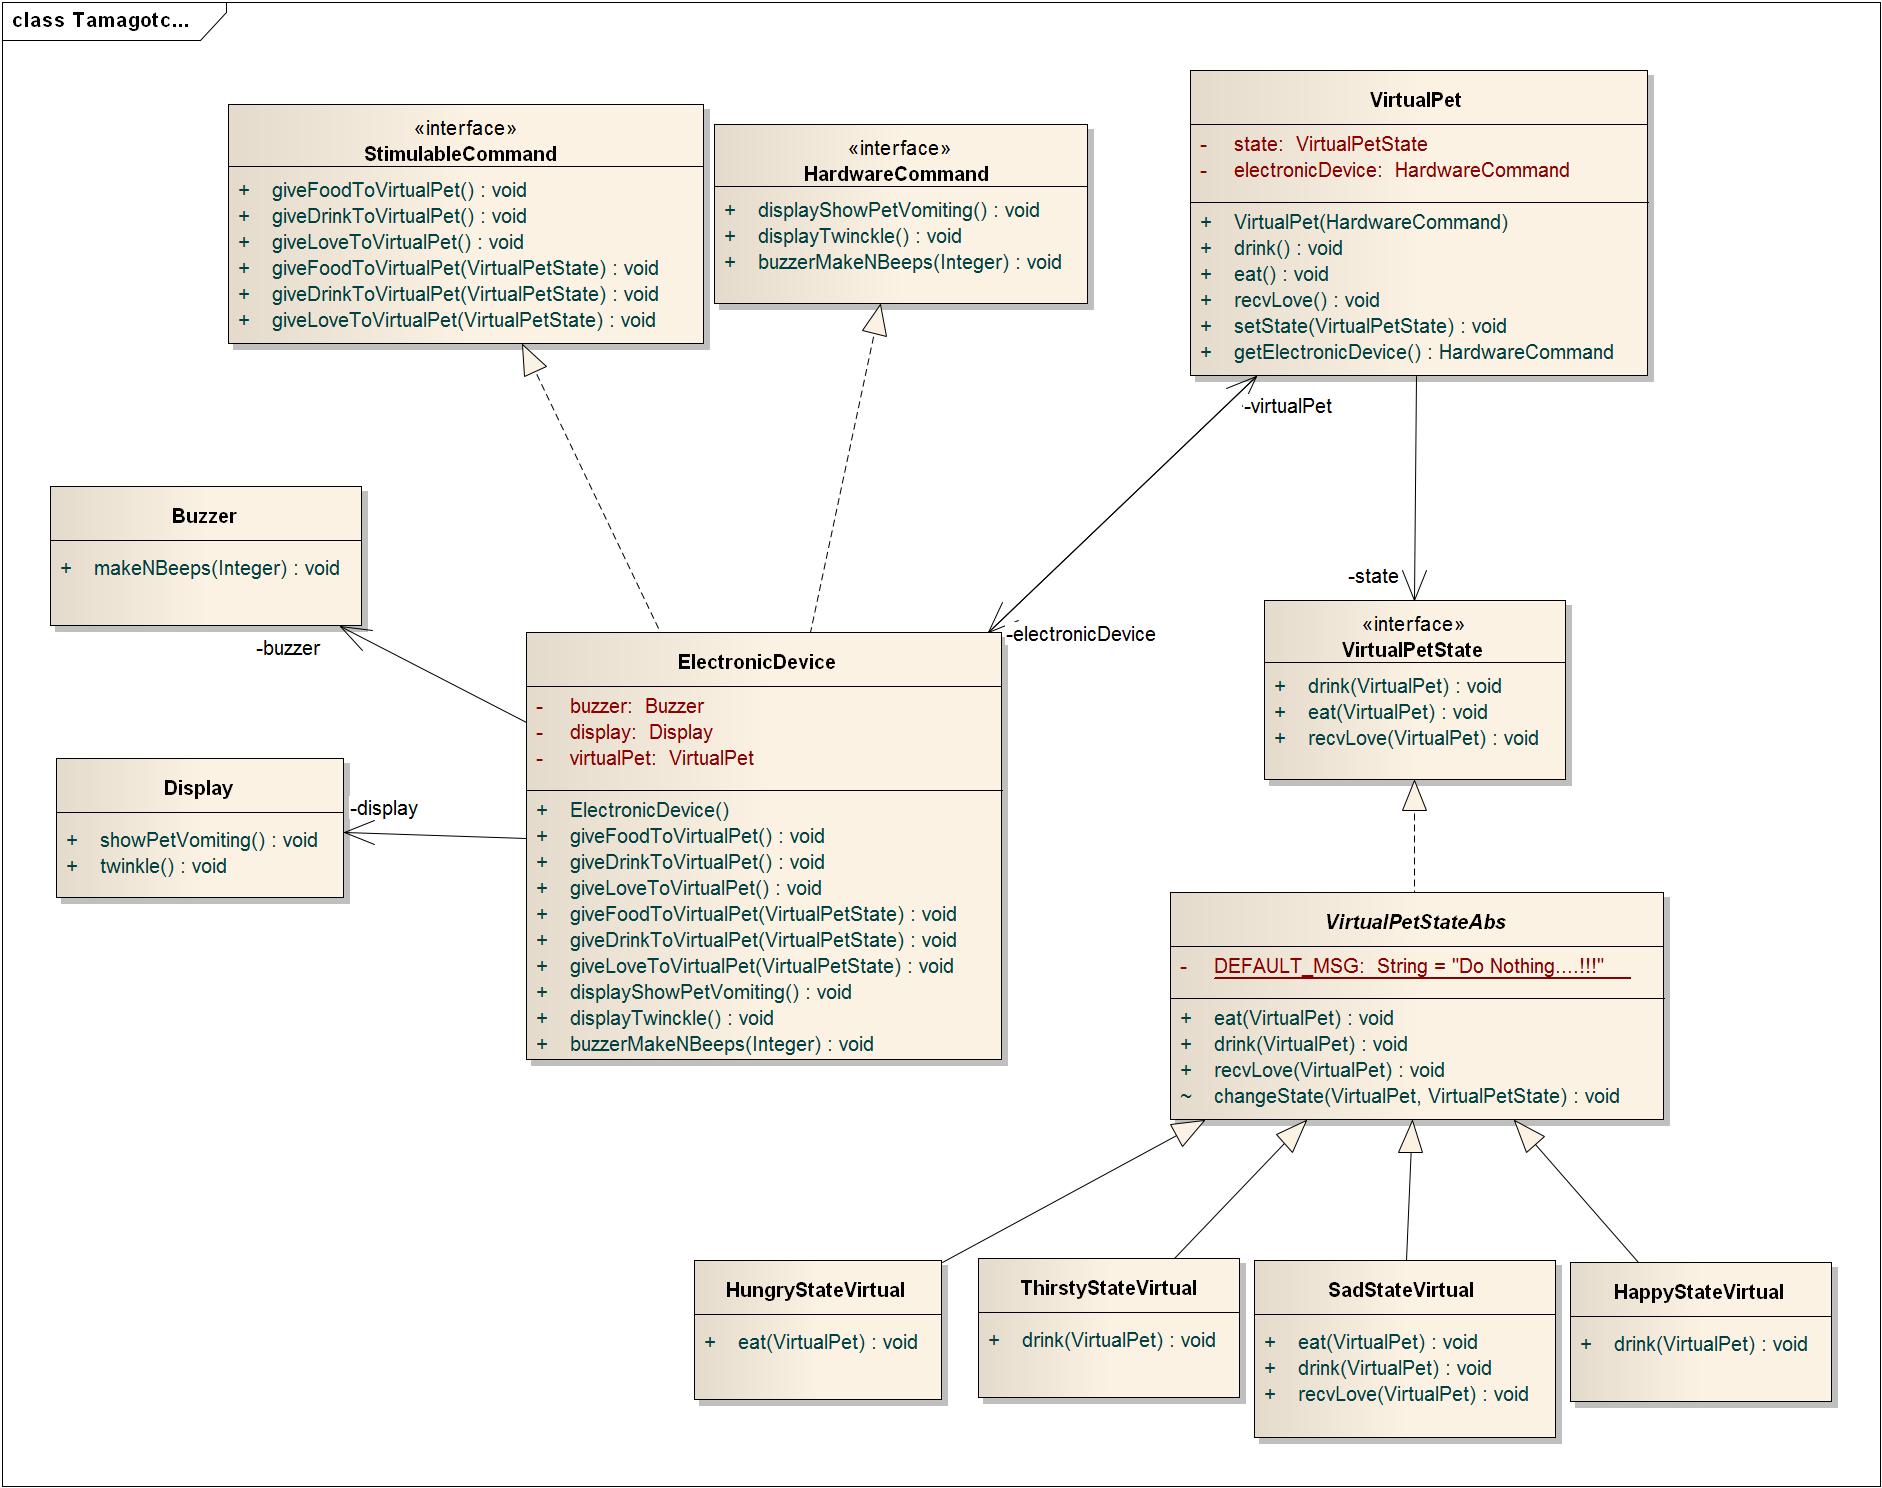 class Tamagotc...
«interface»
StimulableCommand
+ giveFoodToVirtualPet() : void
+ giveDrinkToVirtualPet() : void
+ giveLoveToVirtualPet() : void
+ giveFoodToVirtualPet(VirtualPetState) : void
+ giveDrinkToVirtualPet(VirtualPetState) : void
+ giveLoveToVirtualPet(VirtualPetState) : void
«interface»
HardwareCommand
+ displayShowPetVomiting() : void
+ displayTwinckle() : void
+ buzzerMakeNBeeps(Integer) : void
VirtualPet
- state: VirtualPetState
- electronicDevice: HardwareCommand
+ VirtualPet(HardwareCommand)
+ drink() : void
+ eat() : void
+ recvLove() : void
+ setState(VirtualPetState) : void
+ getElectronicDevice() : HardwareCommand
-virtualPet
Buzzer
+ makeNBeeps(Integer) : void
-buzzer
-state
-electronicDevice
«interface»
VirtualPetState
+ drink(VirtualPet) : void
+ eat(VirtualPet) : void
+ recvLove(VirtualPet) : void
Display
+ showPetVomiting() : void
+ twinkle() : void
-display
ElectronicDevice
- buzzer: Buzzer
- display: Display
- virtualPet: VirtualPet
+ ElectronicDevice()
+ giveFoodToVirtualPet() : void
+ giveDrinkToVirtualPet() : void
+ giveLoveToVirtualPet() : void
+ giveFoodToVirtualPet(VirtualPetState) : void
+ giveDrinkToVirtualPet(VirtualPetState) : void
+ giveLoveToVirtualPet(VirtualPetState) : void
+ displayShowPetVomiting() : void
+ displayTwinckle() : void
+ buzzerMakeNBeeps(Integer) : void
VirtualPetStateAbs
- DEFAULT_MSG: String = "Do Nothing....!!!"
+ eat(VirtualPet) : void
+ drink(VirtualPet) : void
+ recvLove(VirtualPet) : void
~ changeState(VirtualPet, VirtualPetState) : void
HungryStateVirtual
+ eat(VirtualPet) : void
ThirstyStateVirtual
+ drink(VirtualPet) : void
SadStateVirtual
+ eat(VirtualPet) : void
+ drink(VirtualPet) : void
+ recvLove(VirtualPet) : void
HappyStateVirtual
+ drink(VirtualPet) : void